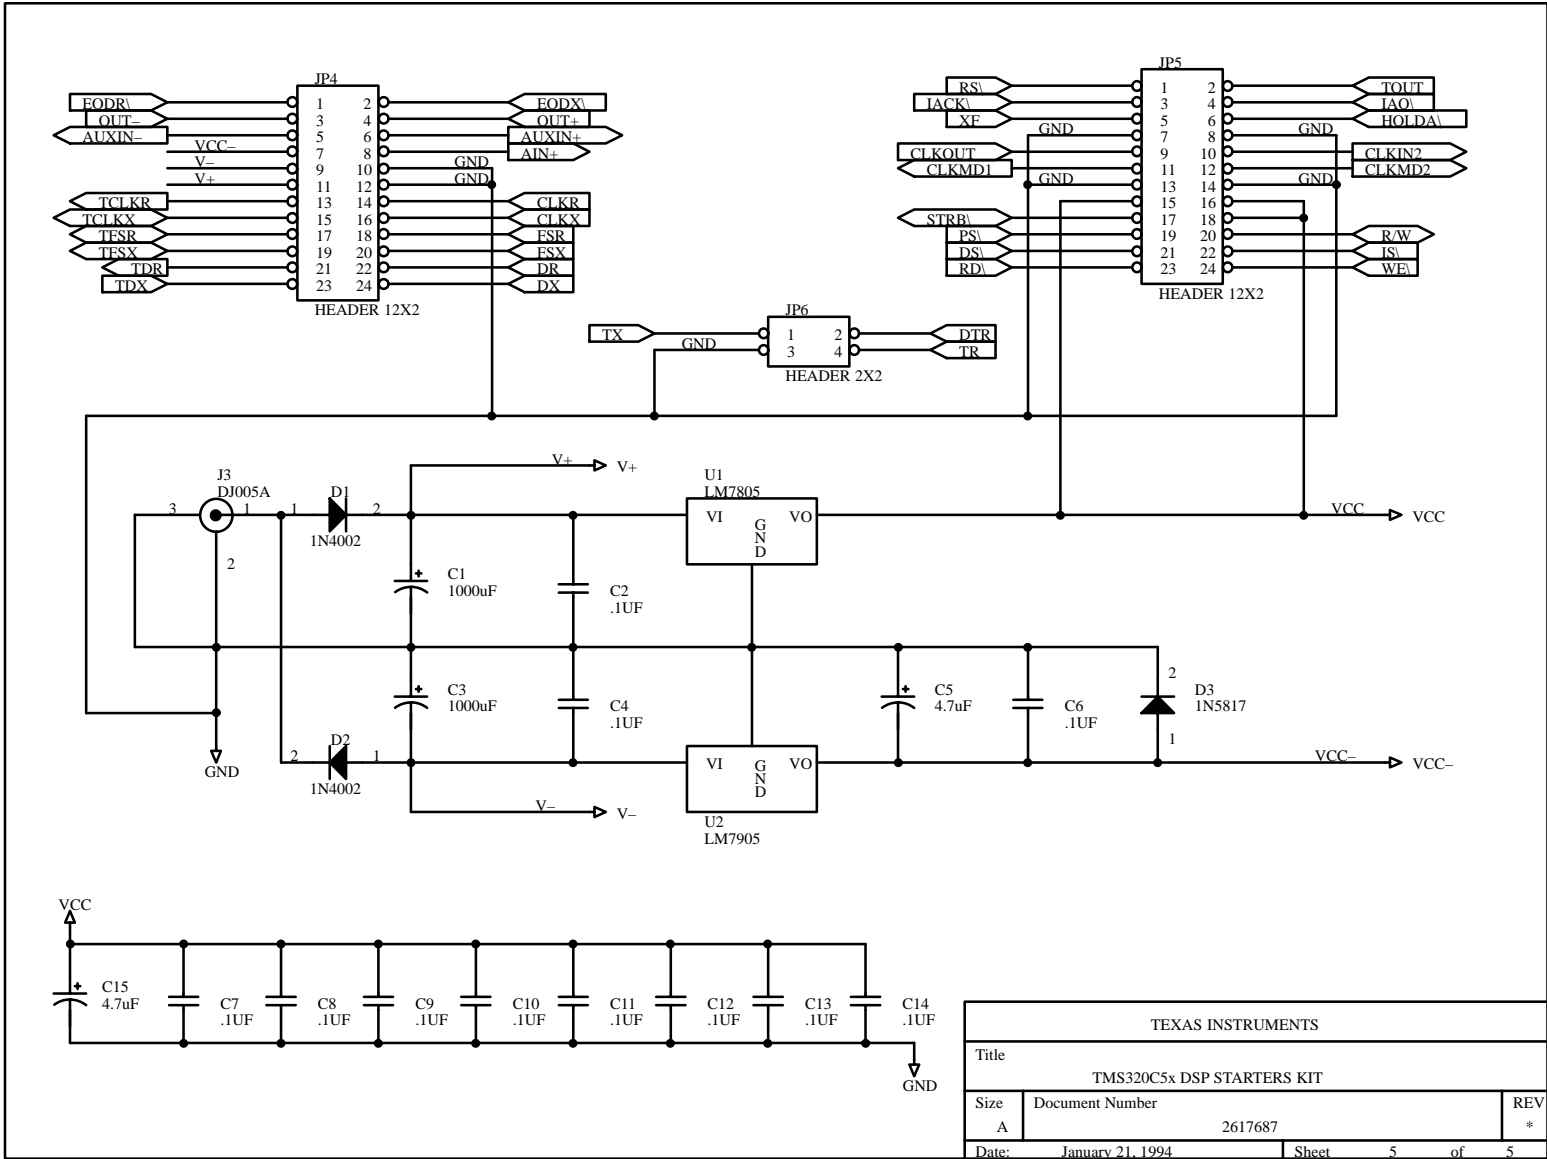 JP4
EODR\ 1 2 EODX\
OUT– 3 4 OUT+
AUXIN– 5 6 AUXIN+
VCC– 7 8 AIN+
V– 9 10 GND
V+ 11 12 GND
TCLKR 13 14 CLKR
TCLKX 15 16 CLKX
TFSR 17 18 FSR
TFSX 19 20 FSX
TDR 21 22 DR
TDX 23 24 DX
HEADER 12X2
JP5
RS\ 1 2 TOUT
IACK\ 3 4 IAQ\
XF 5 6 HOLDA\
GND 7 8 GND
CLKOUT 9 10 CLKIN2
CLKMD1 11 12 CLKMD2
GND 13 14 GND
15 16
STRB\ 17 18
PS\ 19 20 R/W
DS\ 21 22 IS\
RD\ 23 24 WE\
HEADER 12X2
JP6
TX 1 2 DTR
GND 3 4 TR
HEADER 2X2
J3
DJ005A
3 1
2
GND
1 D1 2
1N4002
2 D2 1
1N4002
V+ V+
C1
1000uF
C2
.1UF
C3
1000uF
C4
.1UF
V– V–
U1
LM7805
VI GND VO
VCC VCC
VI GND VO
U2
LM7905
C5
4.7uF
C6
.1UF
2
D3
1N5817
1
VCC– VCC–
VCC
C15
4.7uF
C7
.1UF
C8
.1UF
C9
.1UF
C10
.1UF
C11
.1UF
C12
.1UF
C13
.1UF
C14
.1UF
GND
TEXAS INSTRUMENTS
Title
TMS320C5x DSP STARTERS KIT
Size Document Number REV
A 2617687 *
Date: January 21, 1994 Sheet 5 of 5